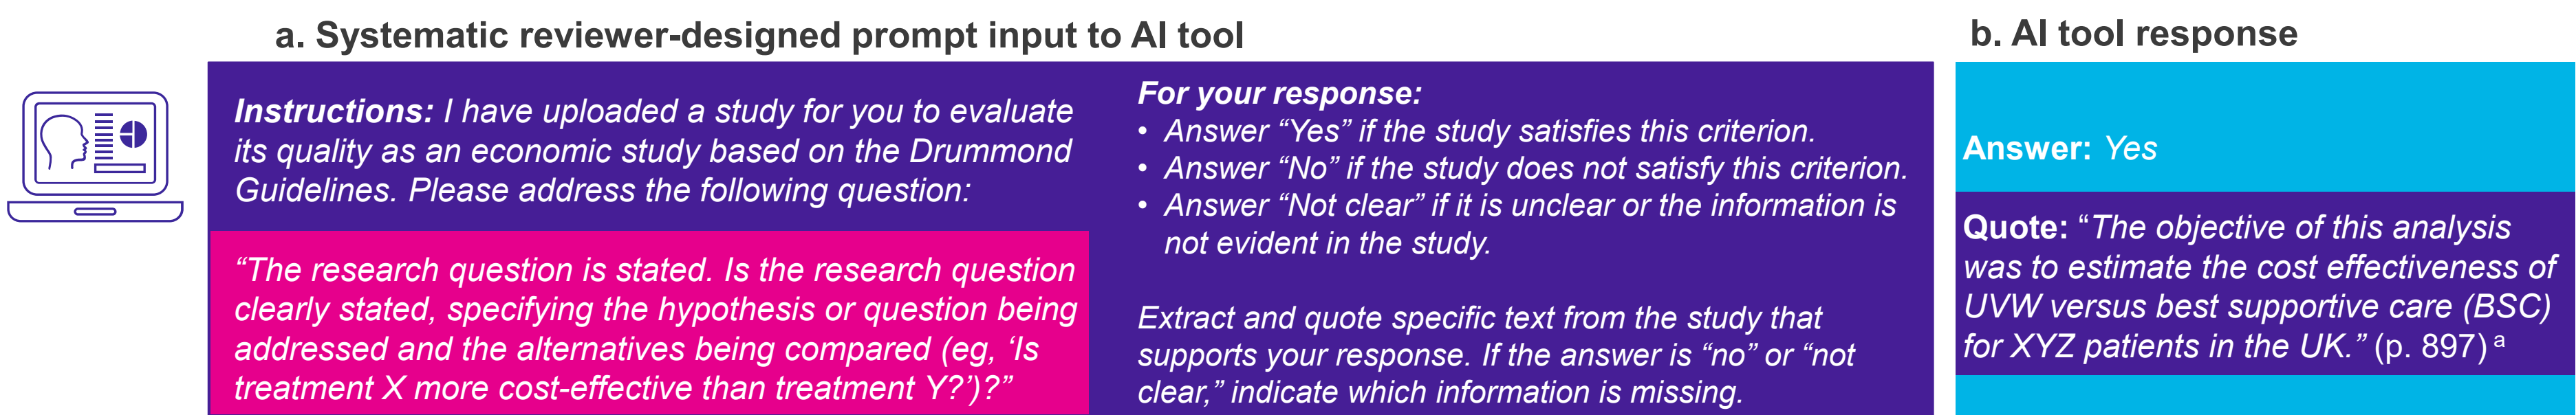 a. Systematic reviewer-designed prompt input to AI tool
Instructions: I have uploaded a study for you to evaluate
its quality as an economic study based on the Drummond
Guidelines. Please address the following question:
“The research question is stated. Is the research question
clearly stated, specifying the hypothesis or question being
addressed and the alternatives being compared (eg, ‘Is
treatment X more cost-effective than treatment Y?’)?”
For your response:
• Answer “Yes” if the study satisfies this criterion.
• Answer “No” if the study does not satisfy this criterion.
• Answer “Not clear” if it is unclear or the information is
not evident in the study.
Extract and quote specific text from the study that
supports your response. If the answer is “no” or “not
clear,” indicate which information is missing.
b. AI tool response
Answer: Yes
Quote: “The objective of this analysis
was to estimate the cost effectiveness of
UVW versus best supportive care (BSC)
for XYZ patients in the UK.” (p. 897) a